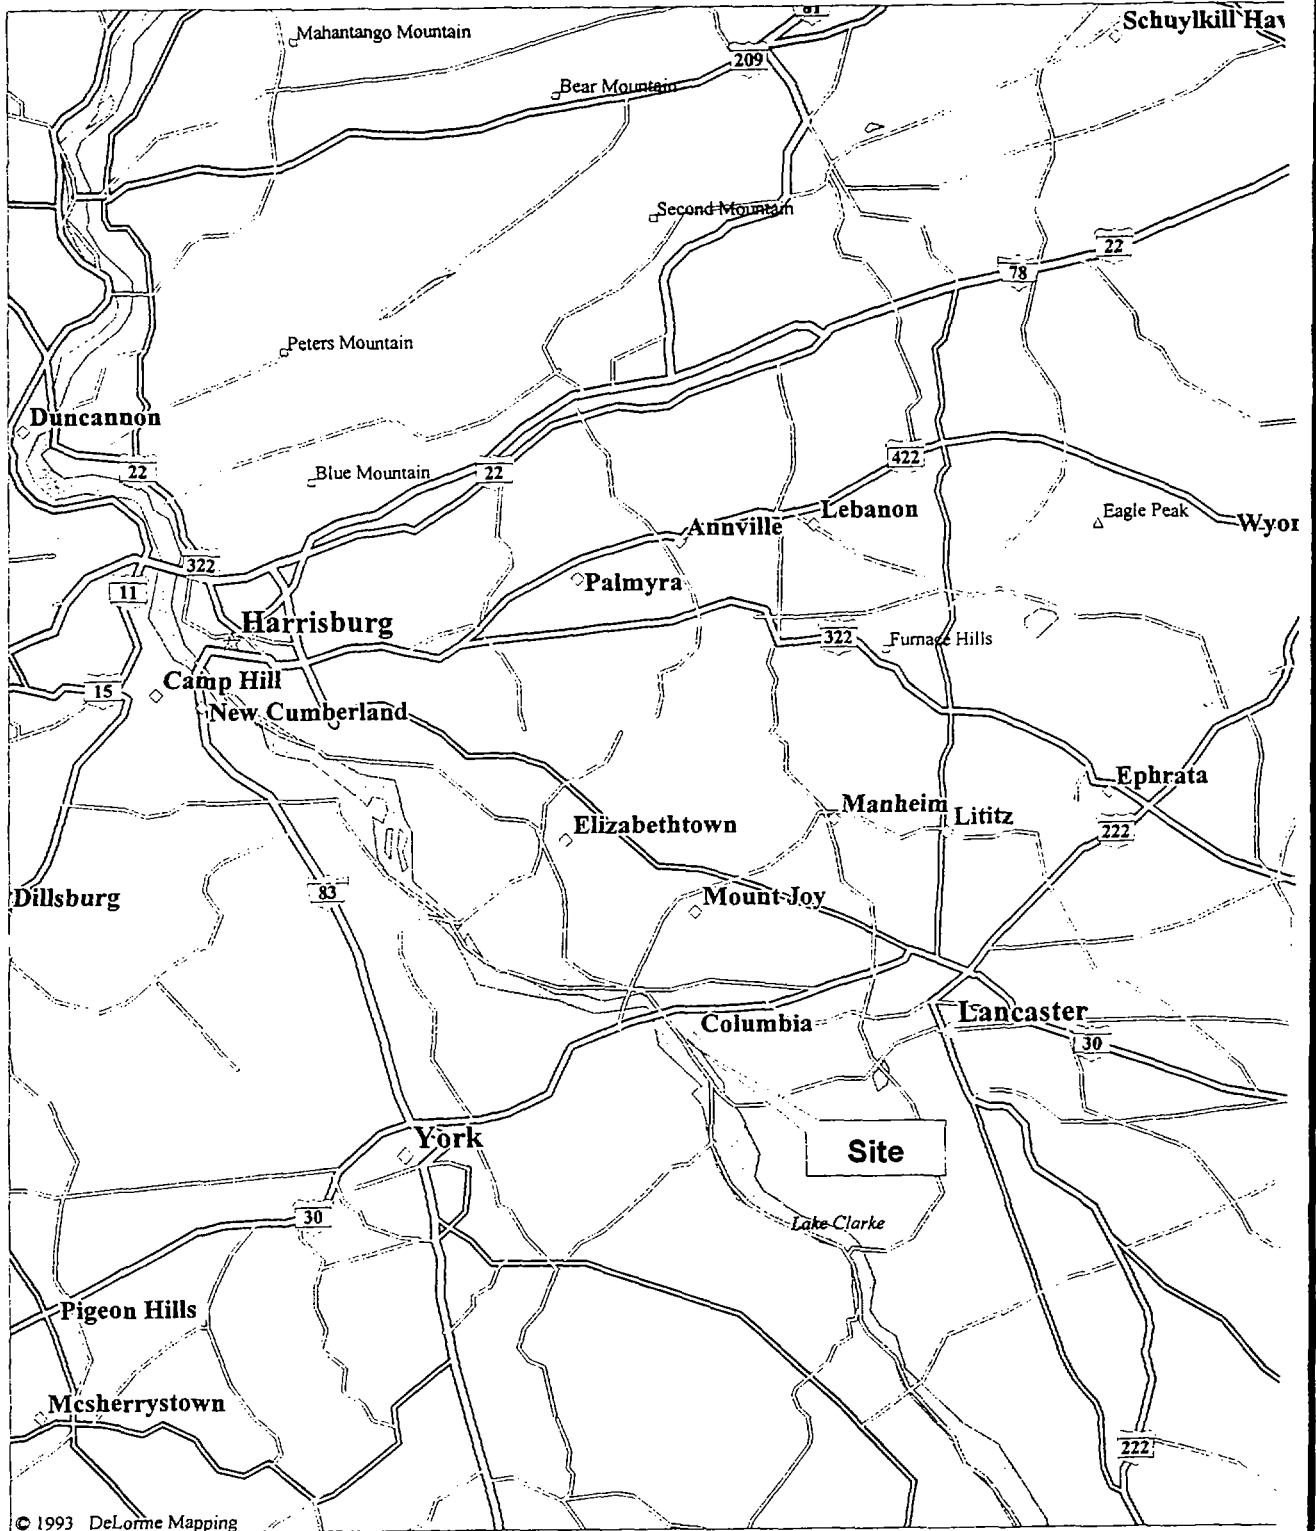 81
Schuylkill Hav
Mahantango Mountain
209
Bear Mountain
Second Mountain
22
78
Peters Mountain
Duncannon
22
Blue Mountain
22
422
Lebanon
Eagle Peak
Wyor
Annville
322
11
Palmyra
Harrisburg
322
Furnace Hills
Camp Hill
15
New Cumberland
Ephrata
Manheim
Lititz
Elizabethtown
222
Dillsburg
83
Mount Joy
Lancaster
Columbia
30
York
Site
30
Lake Clarke
Pigeon Hills
Mcsherrystown
222
© 1993 DeLorme Mapping